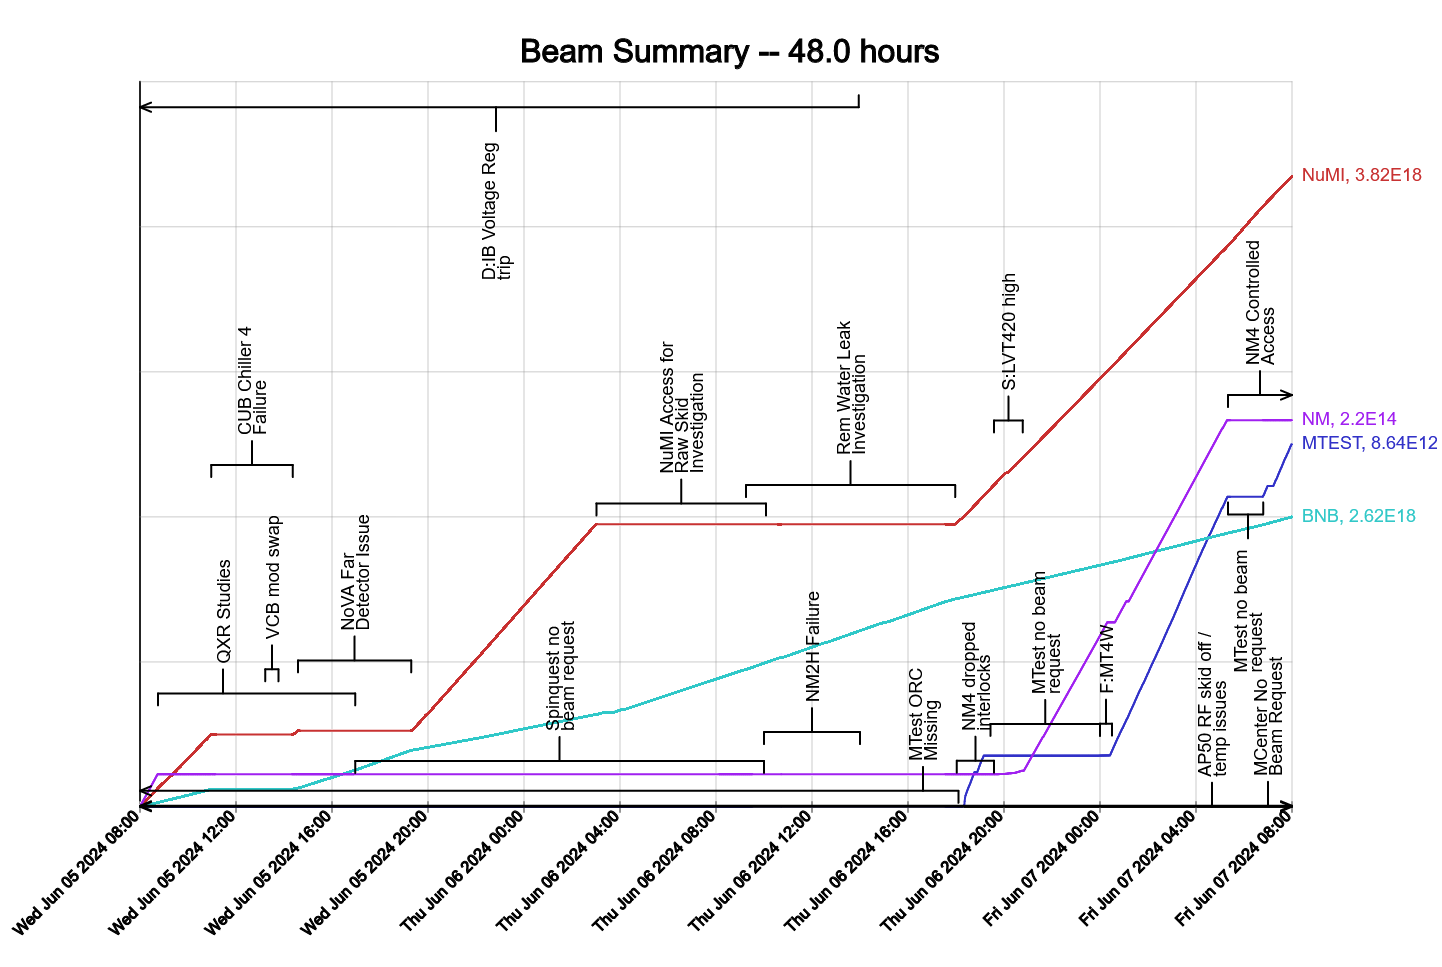 Beam Summary -- 48.0 hours
D:IB Voltage Reg
trip
NuMI, 3.82E18
NM4 Controlled
Access
S:LVT420 high
CUB Chiller 4
Failure
NuMI Access for
Raw Skid
Investigation
Rem Water Leak
Investigation
NM, 2.2E14
MTEST, 8.64E12
BNB, 2.62E18
QXR Studies
VCB mod swap
NoVA Far
Detector Issue
Spinquest no
beam request
NM2H Failure
MTest ORC
Missing
NM4 dropped
interlocks
MTest no beam
request
F:MT4W
MTest no beam
request
AP50 RF skid off /
temp issues
MCenter No
Beam Request
Wed Jun 05 2024 08:00
Wed Jun 05 2024 12:00
Wed Jun 05 2024 16:00
Wed Jun 05 2024 20:00
Thu Jun 06 2024 00:00
Thu Jun 06 2024 04:00
Thu Jun 06 2024 08:00
Thu Jun 06 2024 12:00
Thu Jun 06 2024 16:00
Thu Jun 06 2024 20:00
Fri Jun 07 2024 00:00
Fri Jun 07 2024 04:00
Fri Jun 07 2024 08:00